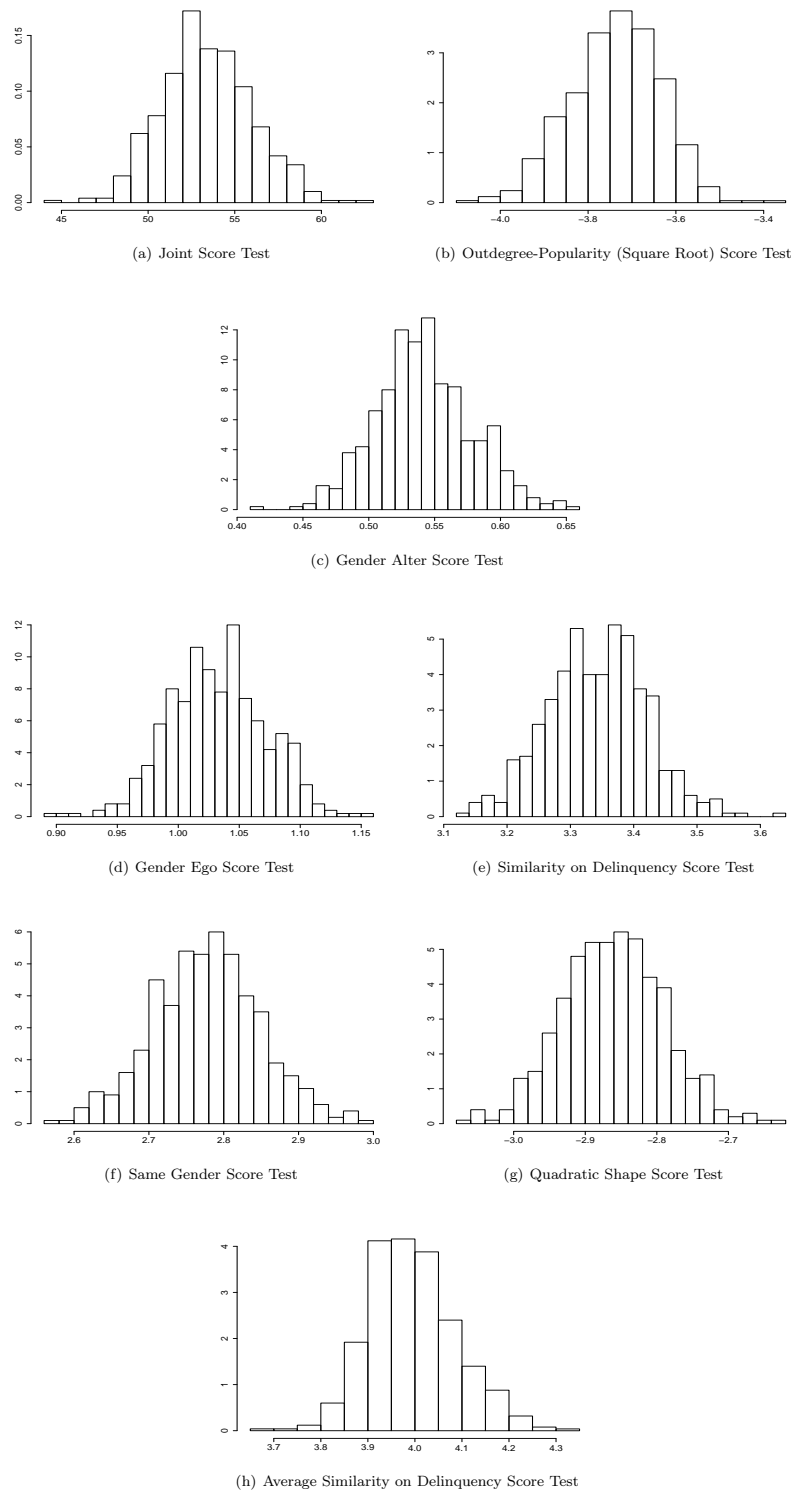 0.00 0.05 0.10 0.15
45 50 55 60
(a) Joint Score Test
0 1 2 3
−4.0 −3.8 −3.6 −3.4
(b) Outdegree-Popularity (Square Root) Score Test
0 2 4 6 8 10 12
0.40 0.45 0.50 0.55 0.60 0.65
(c) Gender Alter Score Test
0 2 4 6 8 10 12
0.90 0.95 1.00 1.05 1.10 1.15
(d) Gender Ego Score Test
0 1 2 3 4 5
3.1 3.2 3.3 3.4 3.5 3.6
(e) Similarity on Delinquency Score Test
0 1 2 3 4 5 6
2.6 2.7 2.8 2.9 3.0
(f) Same Gender Score Test
0 1 2 3 4 5
−3.0 −2.9 −2.8 −2.7
(g) Quadratic Shape Score Test
0 1 2 3 4
3.7 3.8 3.9 4.0 4.1 4.2 4.3
(h) Average Similarity on Delinquency Score Test